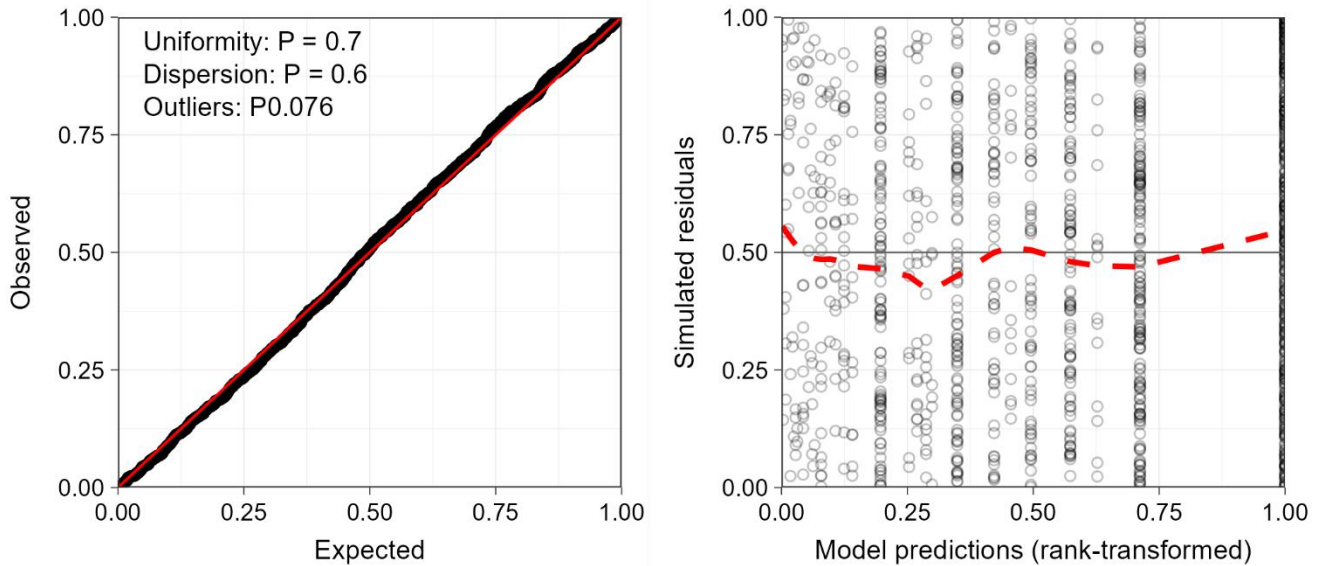 Uniformity: P = 0.7
Dispersion: P = 0.6
Outliers: P0.076
1.00
0.75
0.50
0.25
0.00
Observed
0.00 0.25 0.50 0.75 1.00
Expected
1.00
0.75
0.50
0.25
0.00
Simulated residuals
0.00 0.25 0.50 0.75 1.00
Model predictions (rank-transformed)